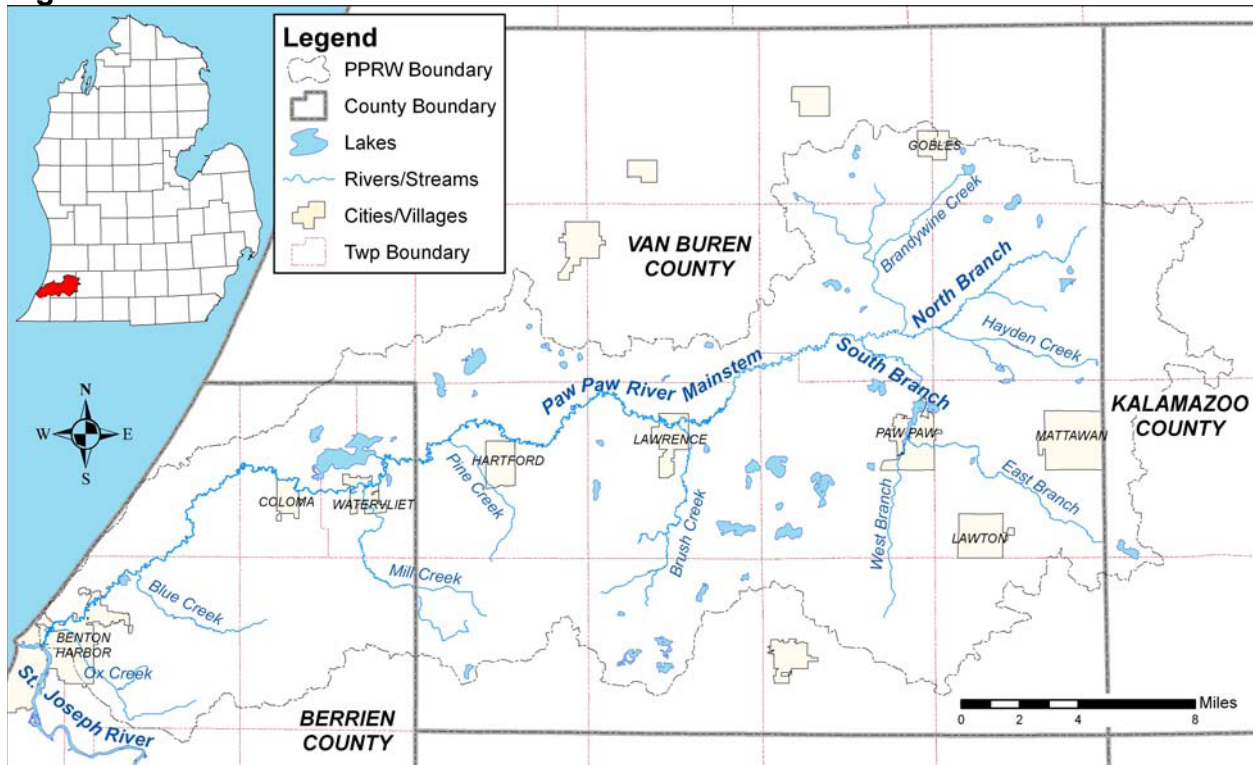 Legend
PPRW Boundary
County Boundary
Lakes
Rivers/Streams
Cities/Villages
Twp Boundary
N
W E
S
GOBLES
VAN BUREN
COUNTY
Brandywine Creek
North Branch
Hayden Creek
South Branch
Paw Paw River Mainstem
KALAMAZOO
COUNTY
LAWRENCE
PAW PAW
MATTAWAN
HARTFORD
Pine Creek
COLOMA
WATERVLIET
East Branch
West Branch
Brush Creek
LAWTON
Mill Creek
Blue Creek
BENTON
HARBOR
Ox Creek
St. Joseph River
BERRIEN
COUNTY
Miles
0 2 4 8